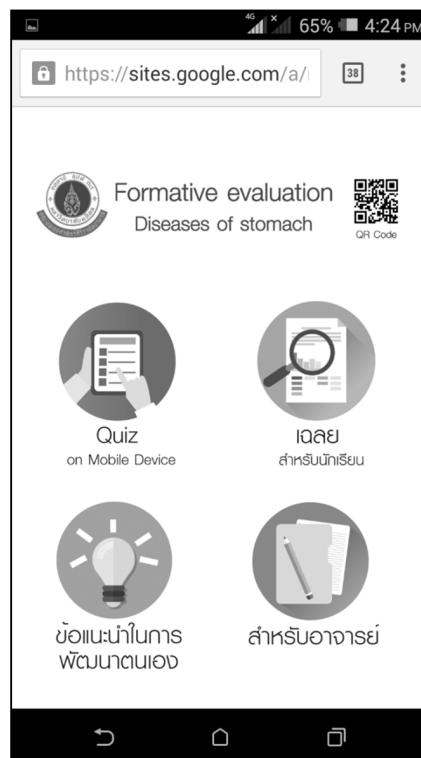 4G
65%
4:24 PM
https://sites.google.com/a/
38
Formative evaluation
Diseases of stomach
QR Code
Quiz
on Mobile Device
เฉลย
สำหรับนักเรียน
ข้อแนะนำในการ
พัฒนาตนเอง
สำหรับอาจารย์